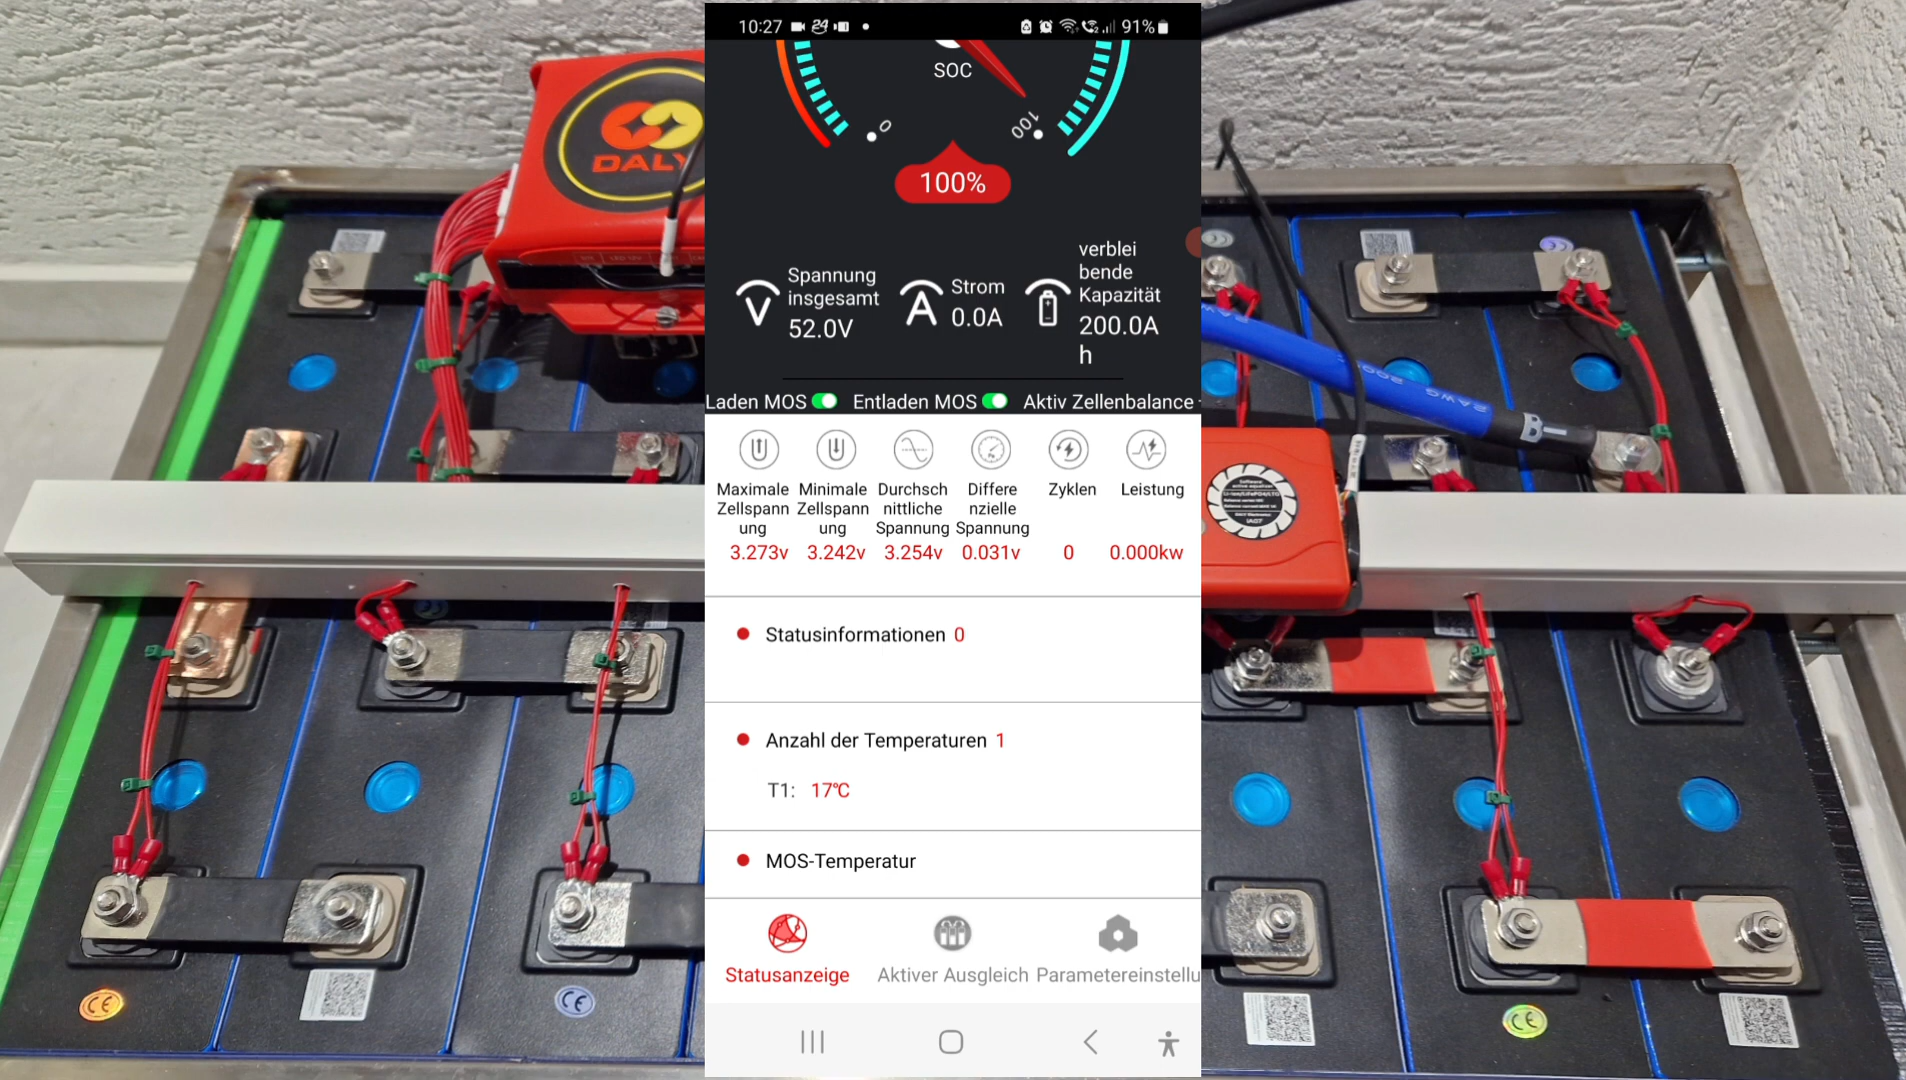 10:27
24
91%
SOC
0
100
100%
Spannung
insgesamt
52.0V
Strom
0.0A
verblei
bende
Kapazität
200.0A
h
Laden MOS
Entladen MOS
Aktiv Zellenbalance
Maximale
Zellspann
ung
3.273v
Minimale
Zellspann
ung
3.242v
Durchsch
nittliche
Spannung
3.254v
Differe
nzielle
Spannung
0.031v
Zyklen
0
Leistung
0.000kw
Statusinformationen 0
Anzahl der Temperaturen 1
T1: 17℃
MOS-Temperatur
Statusanzeige
Aktiver Ausgleich
Parametereinstellu
DALY
2AWG
B-
CE
CE
CE